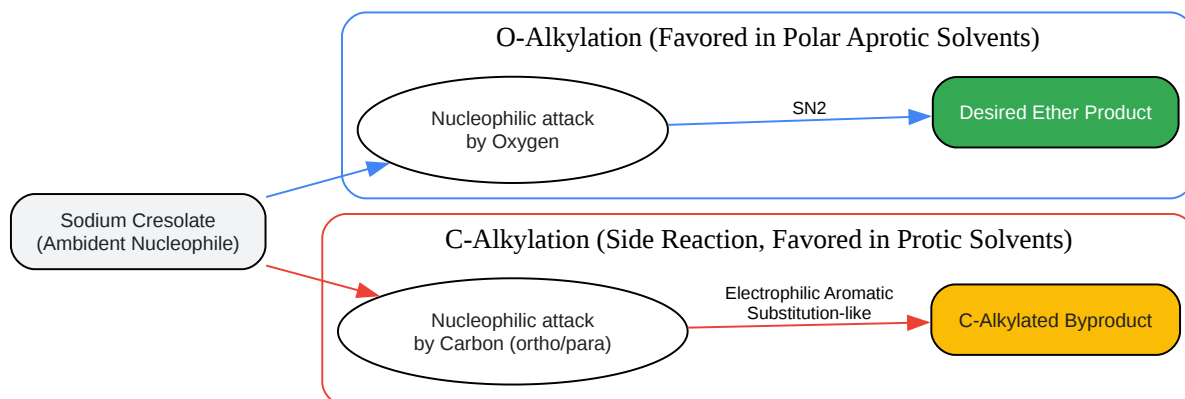 O-Alkylation (Favored in Polar Aprotic Solvents)
Nucleophilic attack
by Oxygen
SN2
Desired Ether Product
Sodium Cresolate
(Ambident Nucleophile)
C-Alkylation (Side Reaction, Favored in Protic Solvents)
Nucleophilic attack
by Carbon (ortho/para)
Electrophilic Aromatic
Substitution-like
C-Alkylated Byproduct